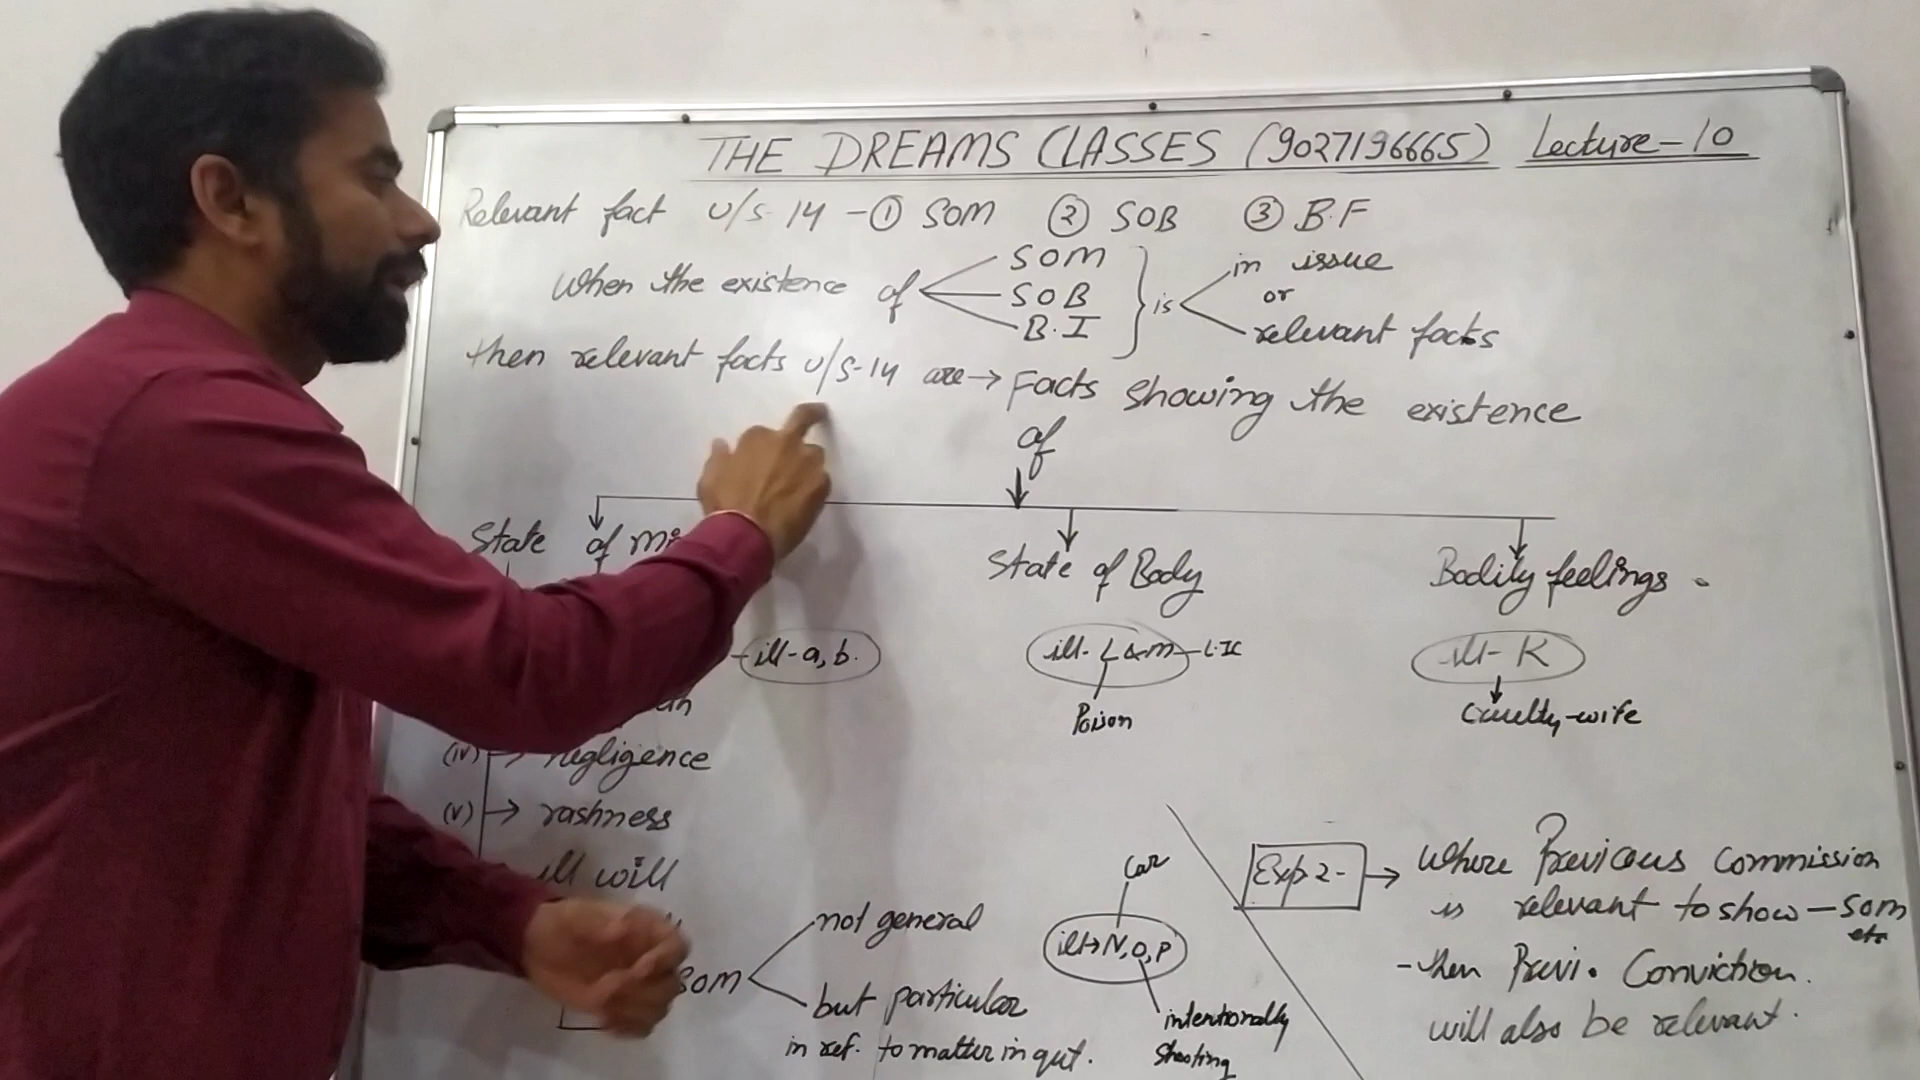 THE DREAMS CLASSES (9027196665) Lecture-10
Relevant fact U/S-14 - ① SOM ② SOB ③ B.F
When the existence of SOM
SOB
B.I
is in issue
or
relevant facts
then relevant facts U/S-14 are → Facts showing the existence
of
State of
State of Body
Bodily feelings
- ill-a, b.
ill- L & M - LIC
ill- K
Poison
Cruelty-wife
(iv) → negligence
(v) → rashness
ill will
SOM
not general
but particular
in ref. to matter in qut.
Car
ill→ N, O, P
intentionally
Shooting
Exp 2- → Where Previous Commission
is relevant to show - SOM
etc
- then Previ. Conviction.
will also be relevant.